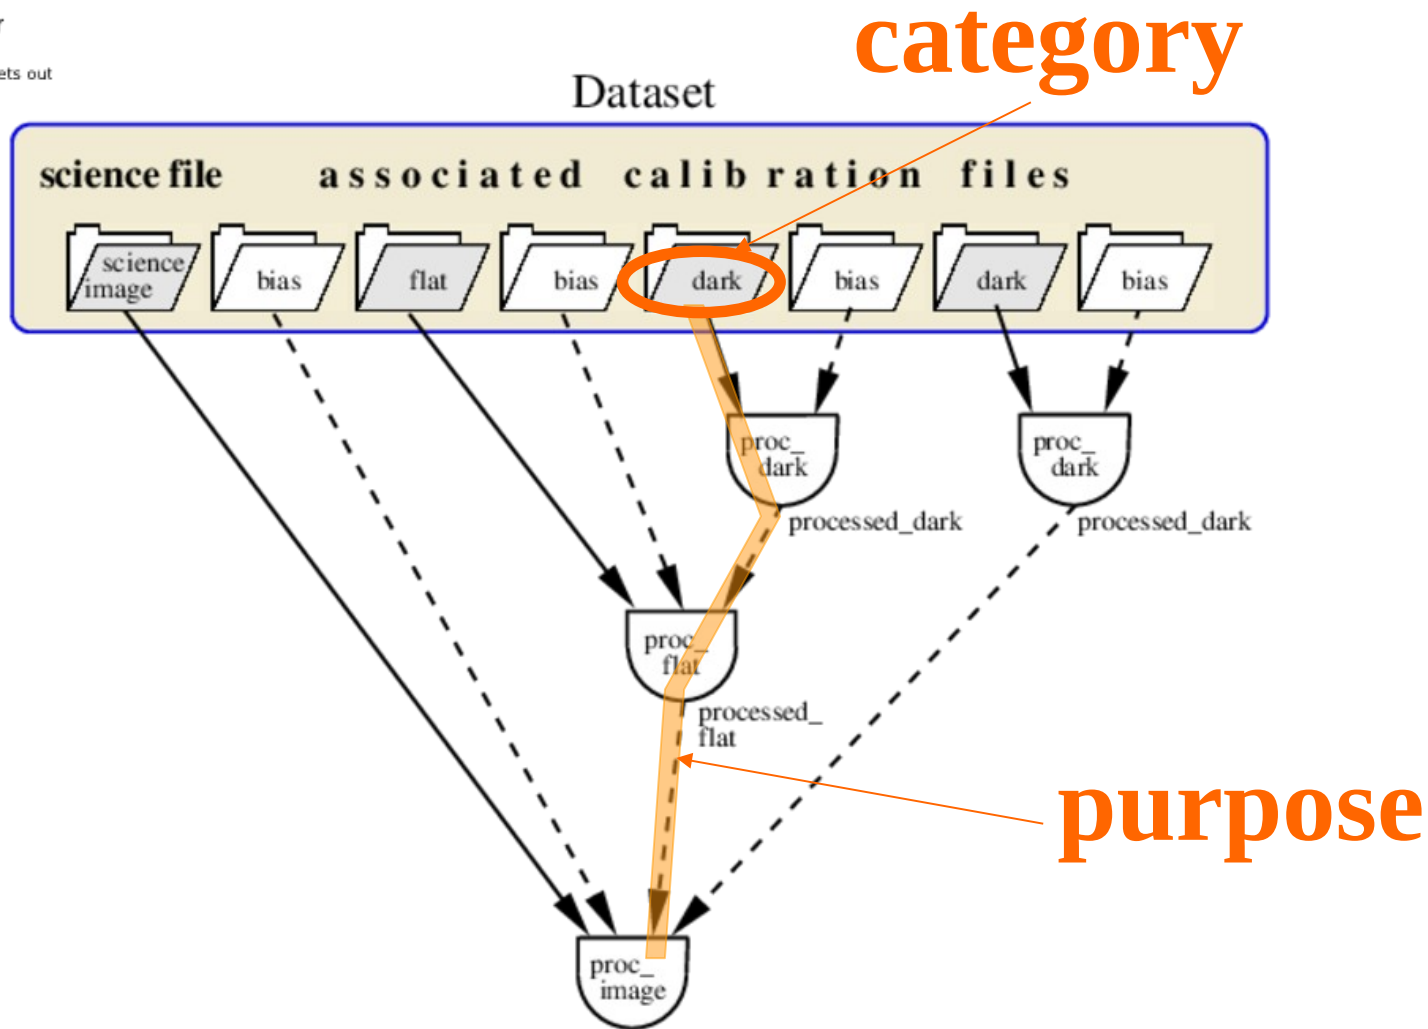 category
ets out
Dataset
science file associated calibration files
science image
bias
flat
bias
dark
bias
dark
bias
proc_
dark
proc_
dark
processed_dark
processed_dark
proc_
flat
processed_
flat
purpose
proc_
image